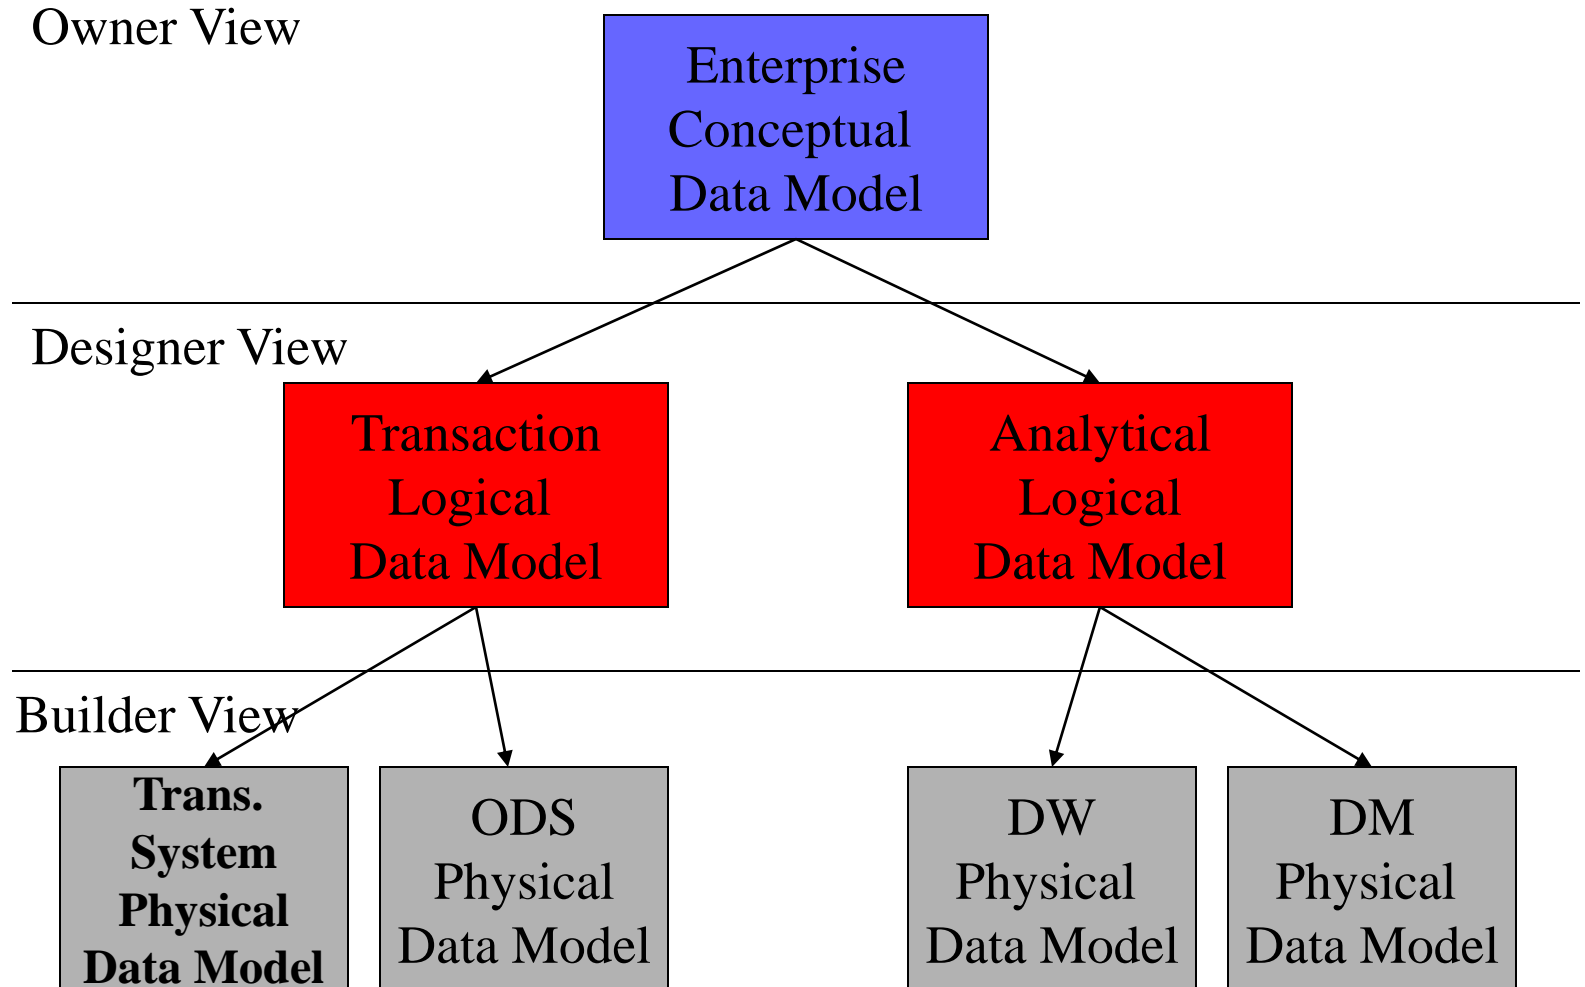 Owner View
Enterprise
Conceptual
Data Model
Designer View
Transaction
Logical
Data Model
Analytical
Logical
Data Model
Builder View
Trans.
System
Physical
Data Model
ODS
Physical
Data Model
DW
Physical
Data Model
DM
Physical
Data Model